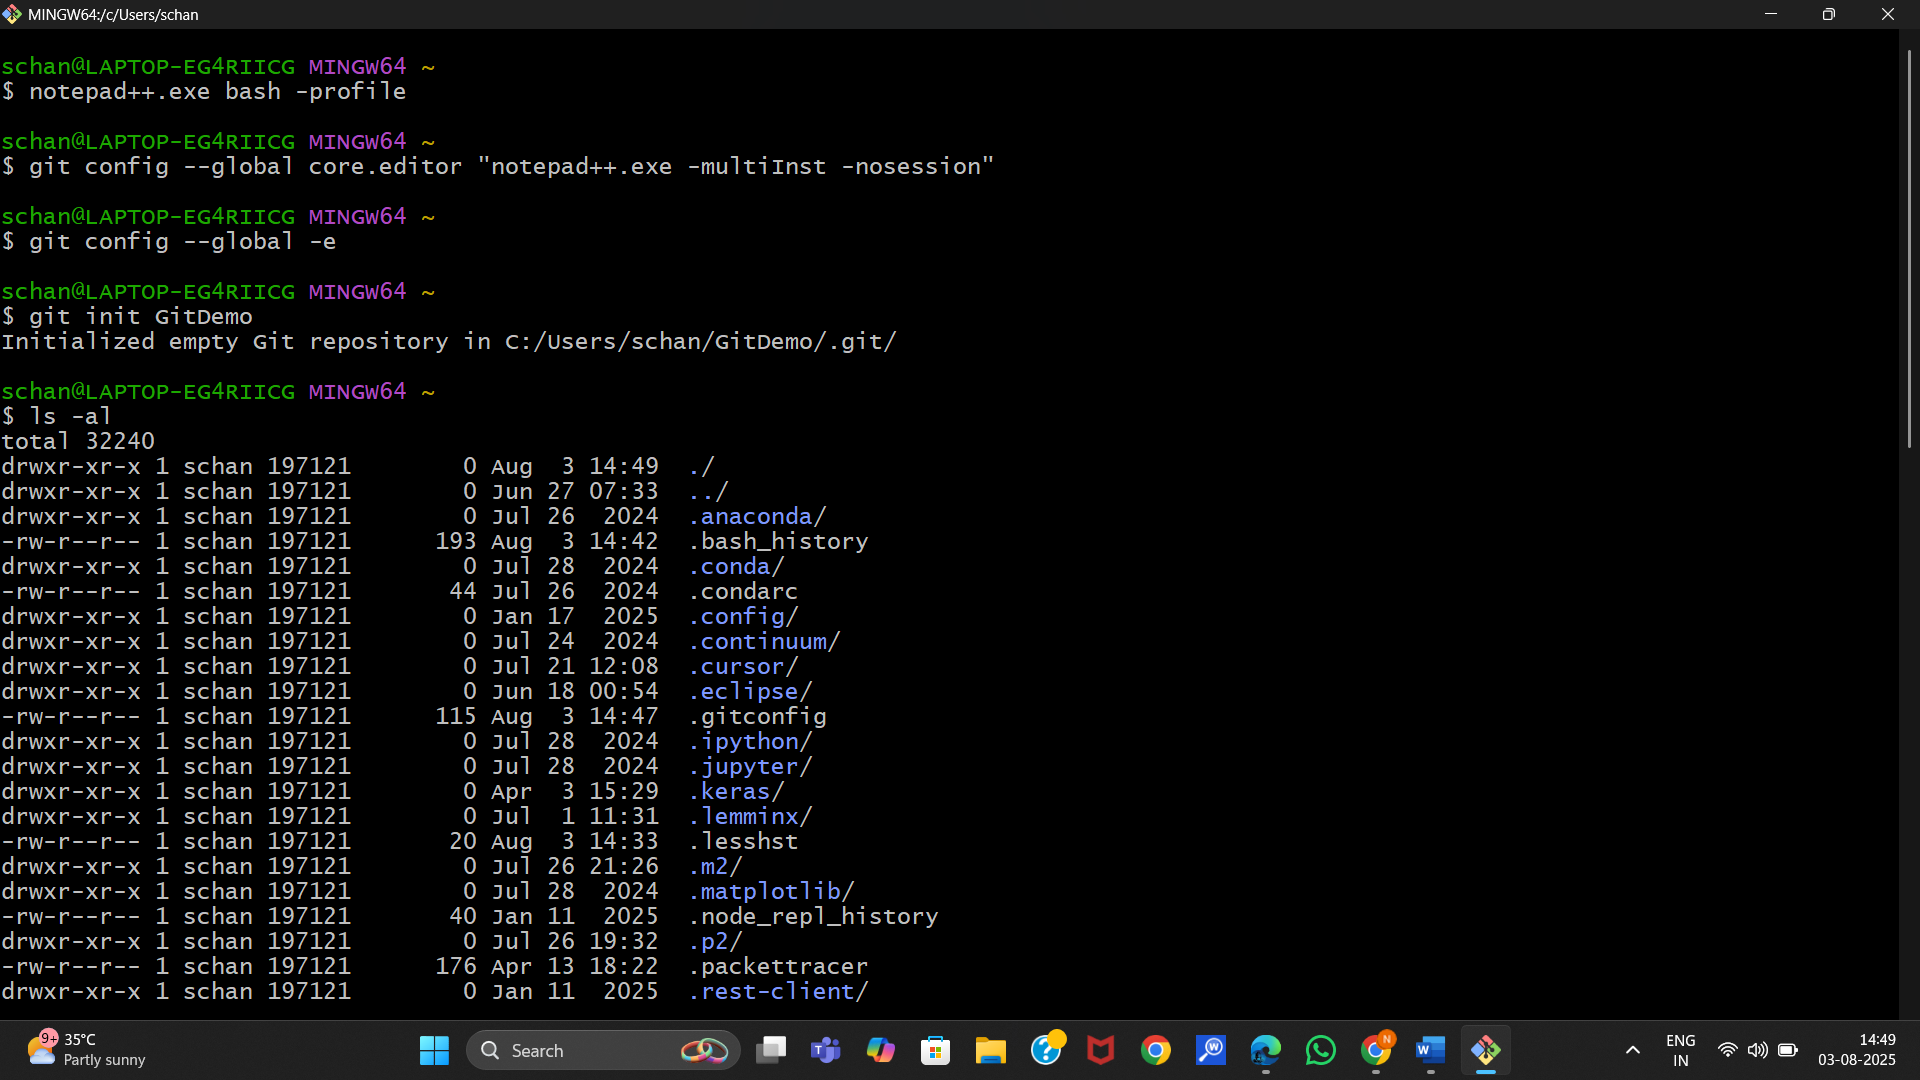 MINGW64:/c/Users/schan
schan@LAPTOP-EG4RIICG MINGW64 ~
$ notepad++.exe bash -profile
schan@LAPTOP-EG4RIICG MINGW64 ~
$ git config --global core.editor "notepad++.exe -multiInst -nosession"
schan@LAPTOP-EG4RIICG MINGW64 ~
$ git config --global -e
schan@LAPTOP-EG4RIICG MINGW64 ~
$ git init GitDemo
Initialized empty Git repository in C:/Users/schan/GitDemo/.git/
schan@LAPTOP-EG4RIICG MINGW64 ~
$ ls -al
total 32240
drwxr-xr-x 1 schan 197121        0 Aug  3 14:49  ./
drwxr-xr-x 1 schan 197121        0 Jun 27 07:33  ../
drwxr-xr-x 1 schan 197121        0 Jul 26  2024  .anaconda/
-rw-r--r-- 1 schan 197121      193 Aug  3 14:42  .bash_history
drwxr-xr-x 1 schan 197121        0 Jul 28  2024  .conda/
-rw-r--r-- 1 schan 197121       44 Jul 26  2024  .condarc
drwxr-xr-x 1 schan 197121        0 Jan 17  2025  .config/
drwxr-xr-x 1 schan 197121        0 Jul 24  2024  .continuum/
drwxr-xr-x 1 schan 197121        0 Jul 21 12:08  .cursor/
drwxr-xr-x 1 schan 197121        0 Jun 18 00:54  .eclipse/
-rw-r--r-- 1 schan 197121      115 Aug  3 14:47  .gitconfig
drwxr-xr-x 1 schan 197121        0 Jul 28  2024  .ipython/
drwxr-xr-x 1 schan 197121        0 Jul 28  2024  .jupyter/
drwxr-xr-x 1 schan 197121        0 Apr  3 15:29  .keras/
drwxr-xr-x 1 schan 197121        0 Jul  1 11:31  .lemminx/
-rw-r--r-- 1 schan 197121       20 Aug  3 14:33  .lesshst
drwxr-xr-x 1 schan 197121        0 Jul 26 21:26  .m2/
drwxr-xr-x 1 schan 197121        0 Jul 28  2024  .matplotlib/
-rw-r--r-- 1 schan 197121       40 Jan 11  2025  .node_repl_history
drwxr-xr-x 1 schan 197121        0 Jul 26 19:32  .p2/
-rw-r--r-- 1 schan 197121      176 Apr 13 18:22  .packettracer
drwxr-xr-x 1 schan 197121        0 Jan 11  2025  .rest-client/
9+
35°C
Partly sunny
Search
ENG
IN
14:49
03-08-2025